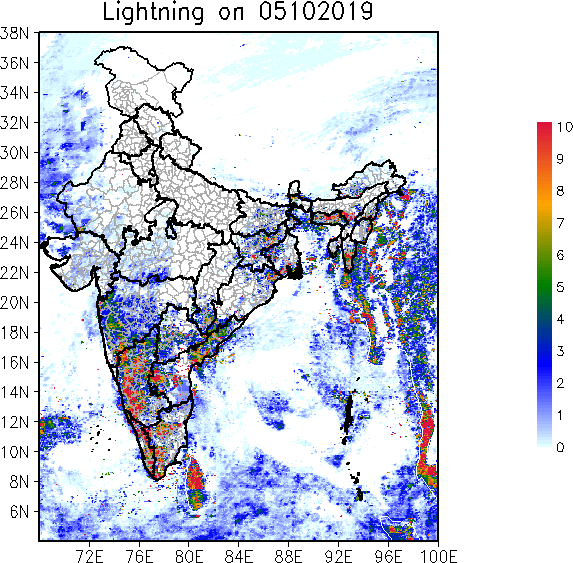 Lightning on 05102019
38N
36N
34N
32N
30N
28N
26N
24N
22N
20N
18N
16N
14N
12N
10N
8N
6N
72E 76E 80E 84E 88E 92E 96E 100E
10
9
8
7
6
5
4
3
2
1
0